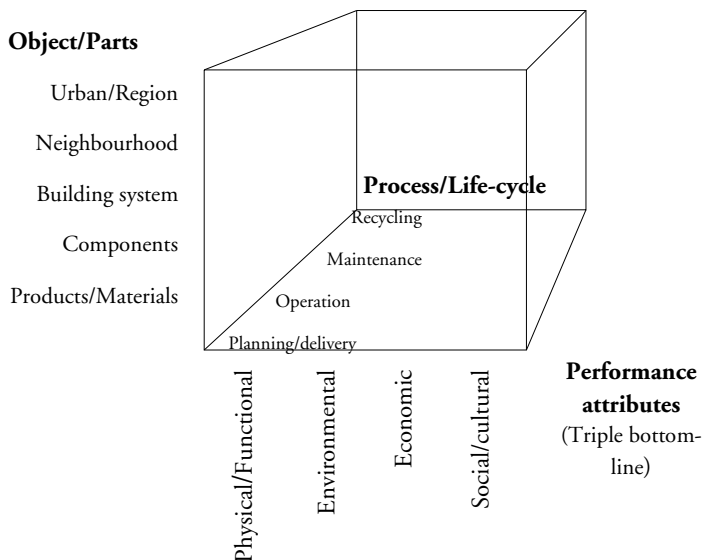 Object/Parts
Urban/Region
Neighbourhood
Building system
Components
Products/Materials
Process/Life-cycle
Recycling
Maintenance
Operation
Planning/delivery
Physical/Functional
Environmental
Economic
Social/cultural
Performance
attributes
(Triple bottom-
line)